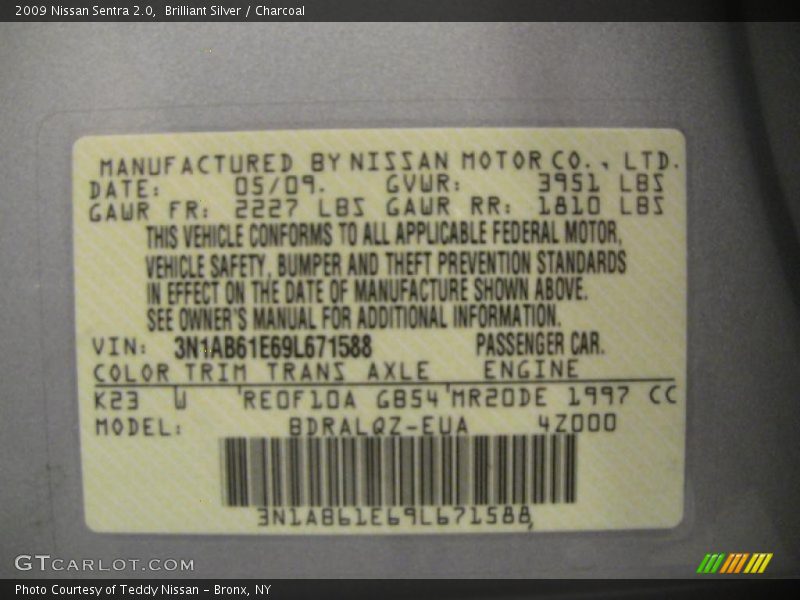 2009 Nissan Sentra 2.0,  Brilliant Silver / Charcoal
MANUFACTURED BY NISSAN MOTOR CO., LTD.
DATE: 05/09. GVWR: 3951 LBS
GAWR FR: 2227 LBS GAWR RR: 1810 LBS
THIS VEHICLE CONFORMS TO ALL APPLICABLE FEDERAL MOTOR,
VEHICLE SAFETY, BUMPER AND THEFT PREVENTION STANDARDS
IN EFFECT ON THE DATE OF MANUFACTURE SHOWN ABOVE.
SEE OWNER'S MANUAL FOR ADDITIONAL INFORMATION.
VIN: 3N1AB61E69L671588 PASSENGER CAR.
COLOR TRIM TRANS AXLE ENGINE
K23 W RE0F10A GB54 MR20DE 1997 CC
MODEL: BDRALQZ-EUA 4Z000
3N1AB61E69L671588
GTCARLOT.COM
Photo Courtesy of Teddy Nissan – Bronx, NY